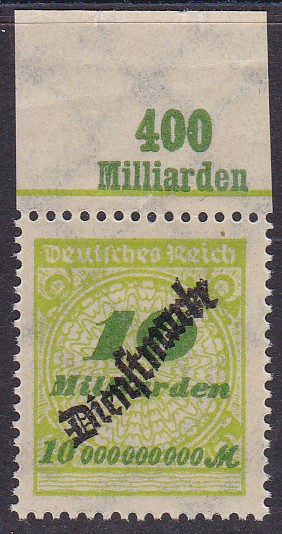 400
Milliarden
Deutsches Reich
10
Milliarden
Dienstmarke
10 000000000 M